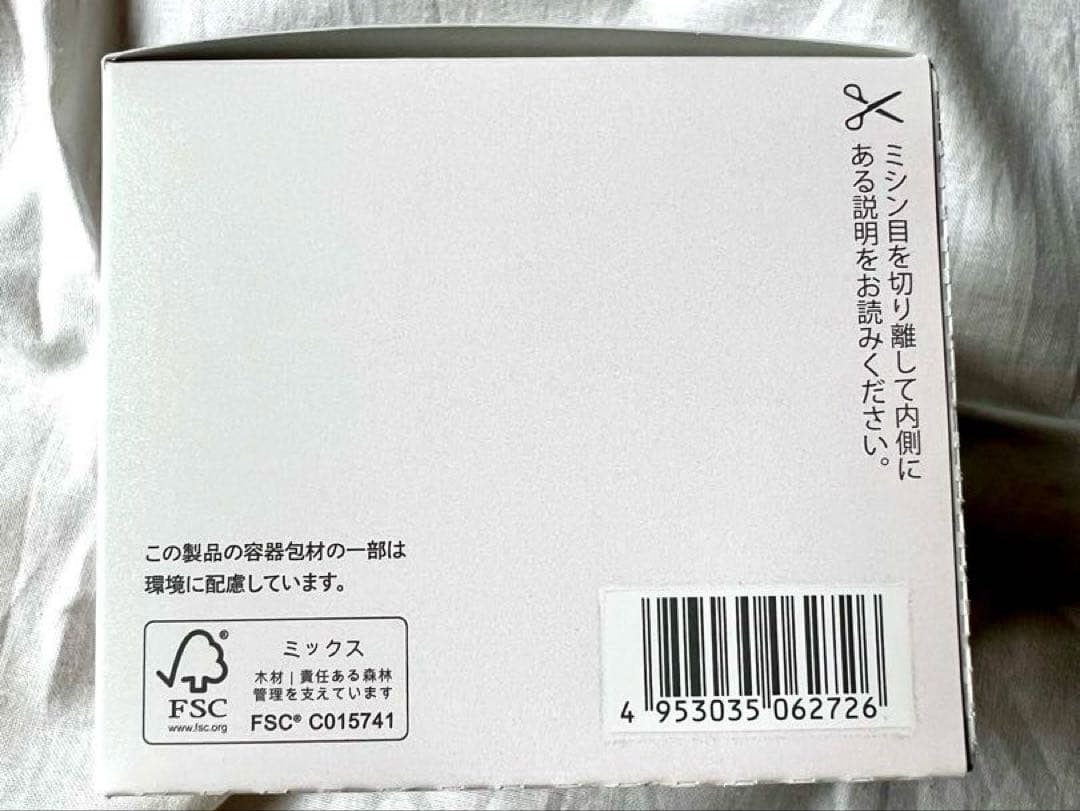 ミシン目を切り離して内側に
ある説明をお読みください。
この製品の容器包材の一部は
環境に配慮しています。
FSC
www.fsc.org
ミックス
木材｜責任ある森林
管理を支えています
FSC® C015741
4 953035 062726